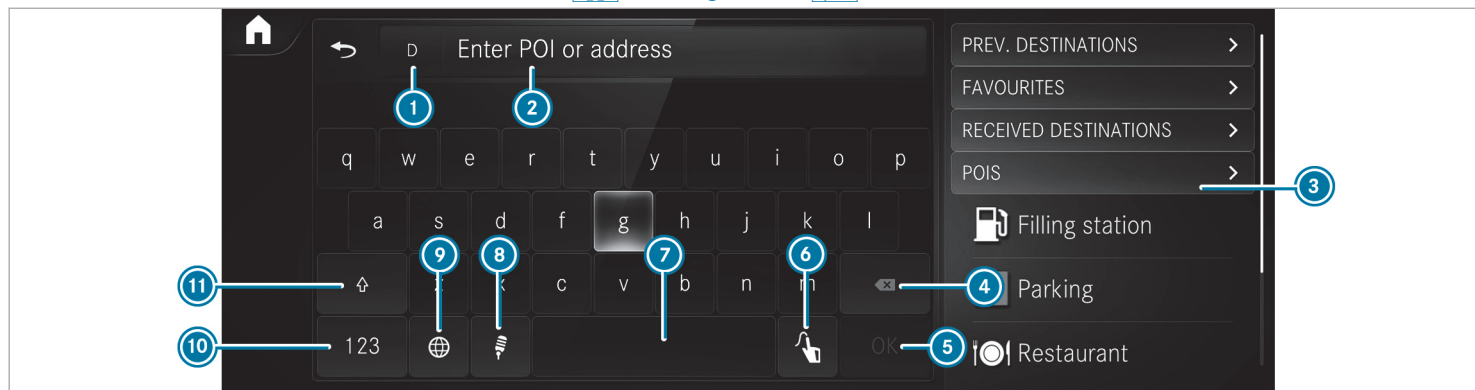 D Enter POI or address
1 2
q w e r t y u i o p
a s d f g h j k l
z x c v b n m
123 OK
11 10 9 8 7 6 4 5
PREV. DESTINATIONS
FAVOURITES
RECEIVED DESTINATIONS
POIS
3
Filling station
Parking
Restaurant